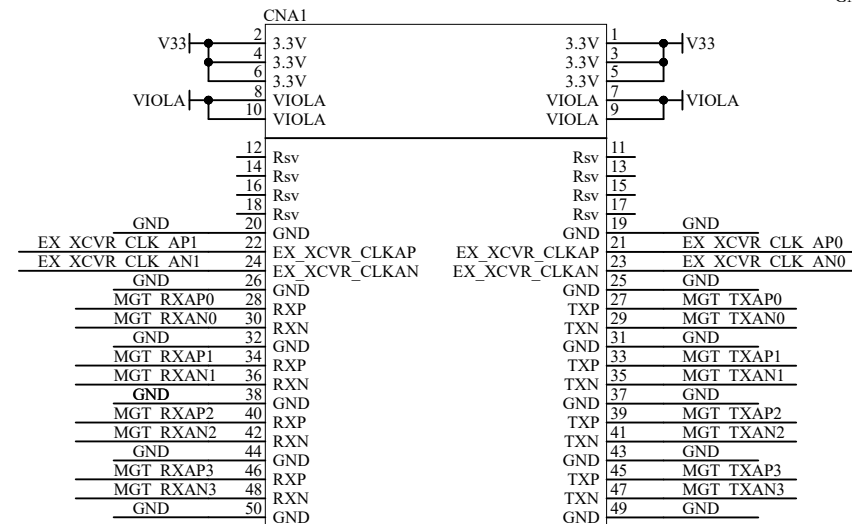 CNA1
V33 2 3.3V 3.3V 1 V33
4 3.3V 3.3V 3
6 3.3V 3.3V 5
VIOLA 8 VIOLA VIOLA 7 VIOLA
10 VIOLA VIOLA 9
12 Rsv Rsv 11
14 Rsv Rsv 13
16 Rsv Rsv 15
18 Rsv Rsv 17
GND 20 GND GND 19 GND
EX_XCVR_CLK_AP1 22 EX_XCVR_CLKAP EX_XCVR_CLKAP 21 EX_XCVR_CLK_AP0
EX_XCVR_CLK_AN1 24 EX_XCVR_CLKAN EX_XCVR_CLKAN 23 EX_XCVR_CLK_AN0
GND 26 GND GND 25 GND
MGT_RXAP0 28 RXP TXP 27 MGT_TXAP0
MGT_RXAN0 30 RXN TXN 29 MGT_TXAN0
GND 32 GND GND 31 GND
MGT_RXAP1 34 RXP TXP 33 MGT_TXAP1
MGT_RXAN1 36 RXN TXN 35 MGT_TXAN1
GND 38 GND GND 37 GND
MGT_RXAP2 40 RXP TXP 39 MGT_TXAP2
MGT_RXAN2 42 RXN TXN 41 MGT_TXAN2
GND 44 GND GND 43 GND
MGT_RXAP3 46 RXP TXP 45 MGT_TXAP3
MGT_RXAN3 48 RXN TXN 47 MGT_TXAN3
GND 50 GND GND 49 GND